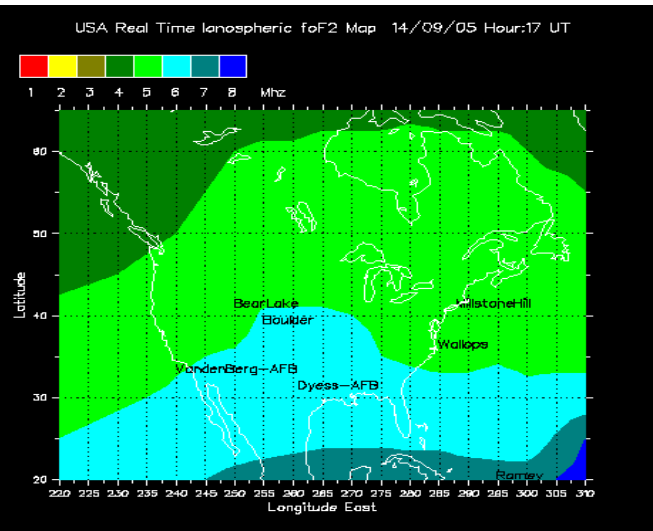 USA Real Time Ionospheric foF2 Map 14/09/05 Hour:17 UT
1 2 3 4 5 6 7 8 Mhz
60
50
BearLake
MillstoneHill
40
Boulder
Latitude
Wallops
VandenBerg-AFB
Dyess-AFB
30
Ramey
20
220 225 230 235 240 245 250 255 260 265 270 275 280 285 290 295 300 305 310
Longitude East